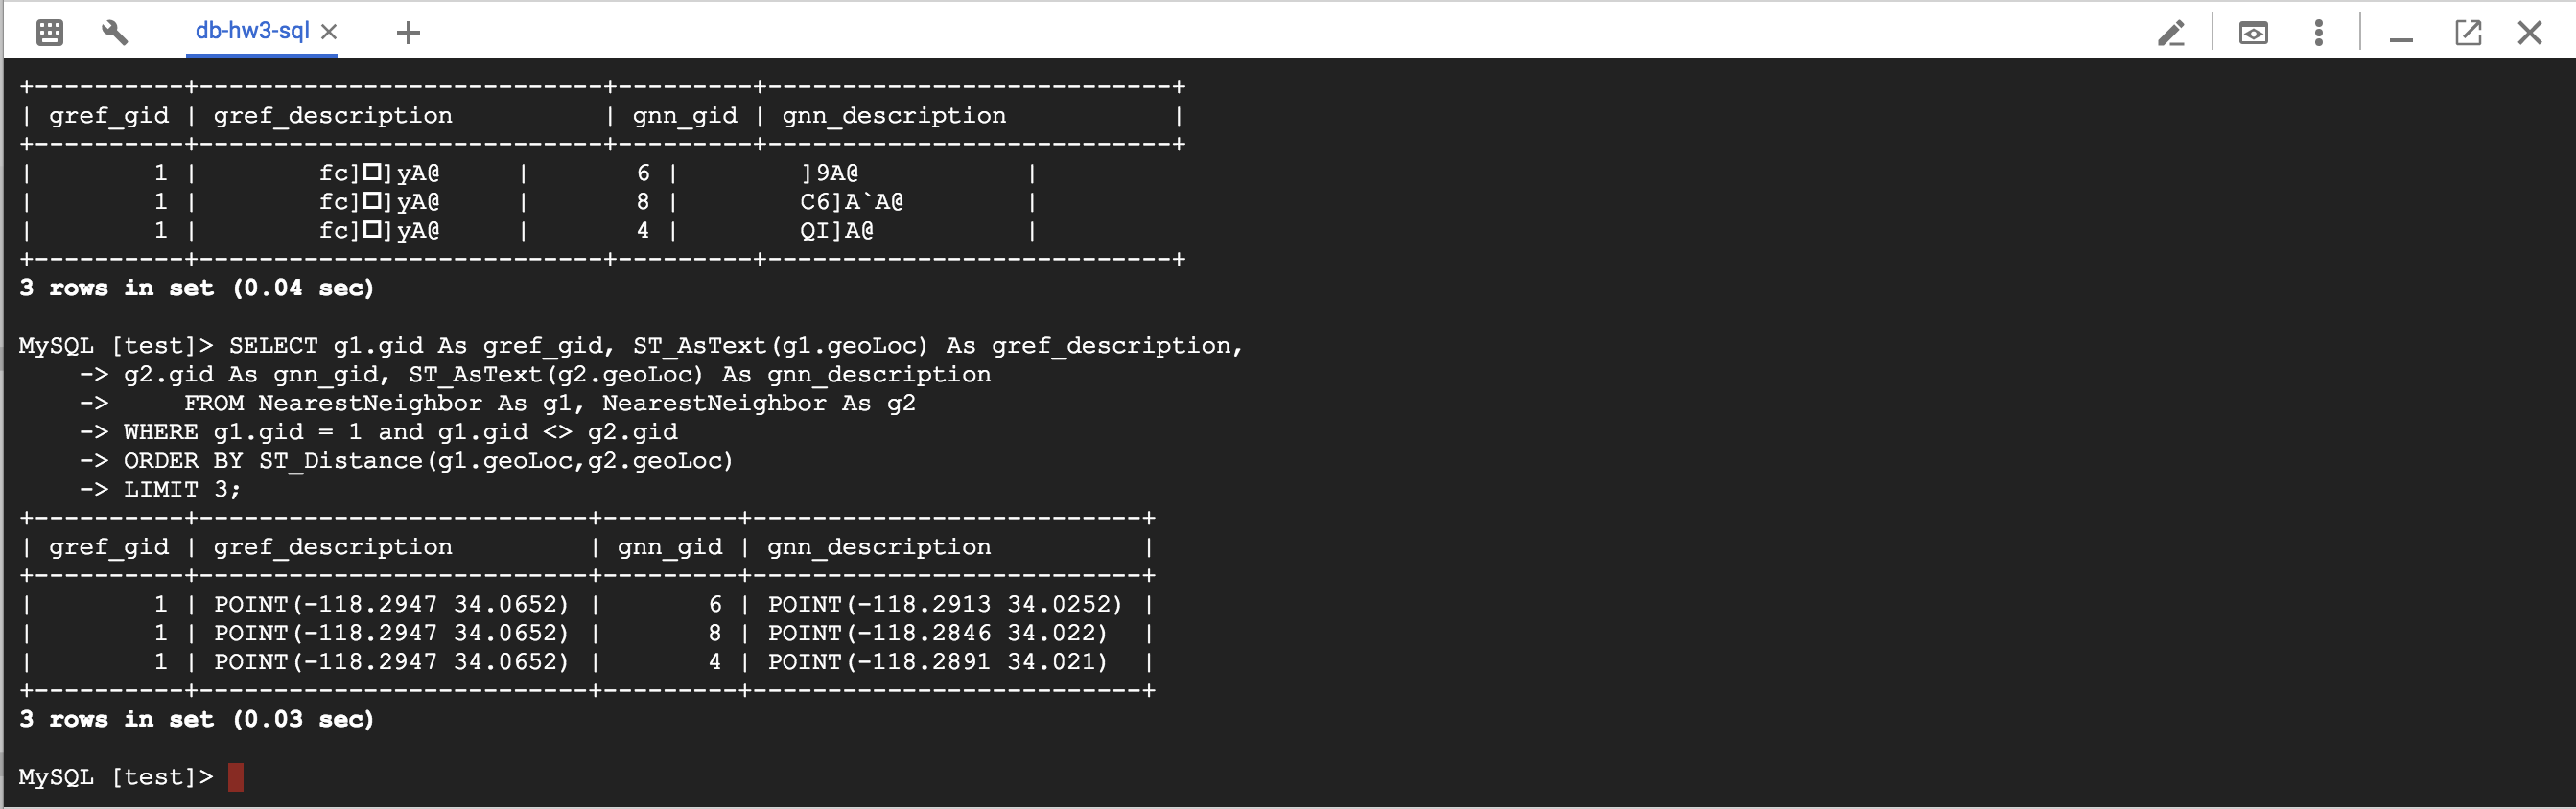 db-hw3-sql
+----------+---------------------------+---------+---------------------------+
| gref_gid | gref_description          | gnn_gid | gnn_description           |
+----------+---------------------------+---------+---------------------------+
|        1 |        fc]□]yA@     |       6 |        ]9A@           |
|        1 |        fc]□]yA@     |       8 |        C6]A`A@        |
|        1 |        fc]□]yA@     |       4 |        QI]A@          |
+----------+---------------------------+---------+---------------------------+
3 rows in set (0.04 sec)
MySQL [test]> SELECT g1.gid As gref_gid, ST_AsText(g1.geoLoc) As gref_description,
    -> g2.gid As gnn_gid, ST_AsText(g2.geoLoc) As gnn_description
    ->     FROM NearestNeighbor As g1, NearestNeighbor As g2
    -> WHERE g1.gid = 1 and g1.gid <> g2.gid
    -> ORDER BY ST_Distance(g1.geoLoc,g2.geoLoc)
    -> LIMIT 3;
+----------+--------------------------+---------+--------------------------+
| gref_gid | gref_description         | gnn_gid | gnn_description          |
+----------+--------------------------+---------+--------------------------+
|        1 | POINT(-118.2947 34.0652) |       6 | POINT(-118.2913 34.0252) |
|        1 | POINT(-118.2947 34.0652) |       8 | POINT(-118.2846 34.022)  |
|        1 | POINT(-118.2947 34.0652) |       4 | POINT(-118.2891 34.021)  |
+----------+--------------------------+---------+--------------------------+
3 rows in set (0.03 sec)
MySQL [test]>